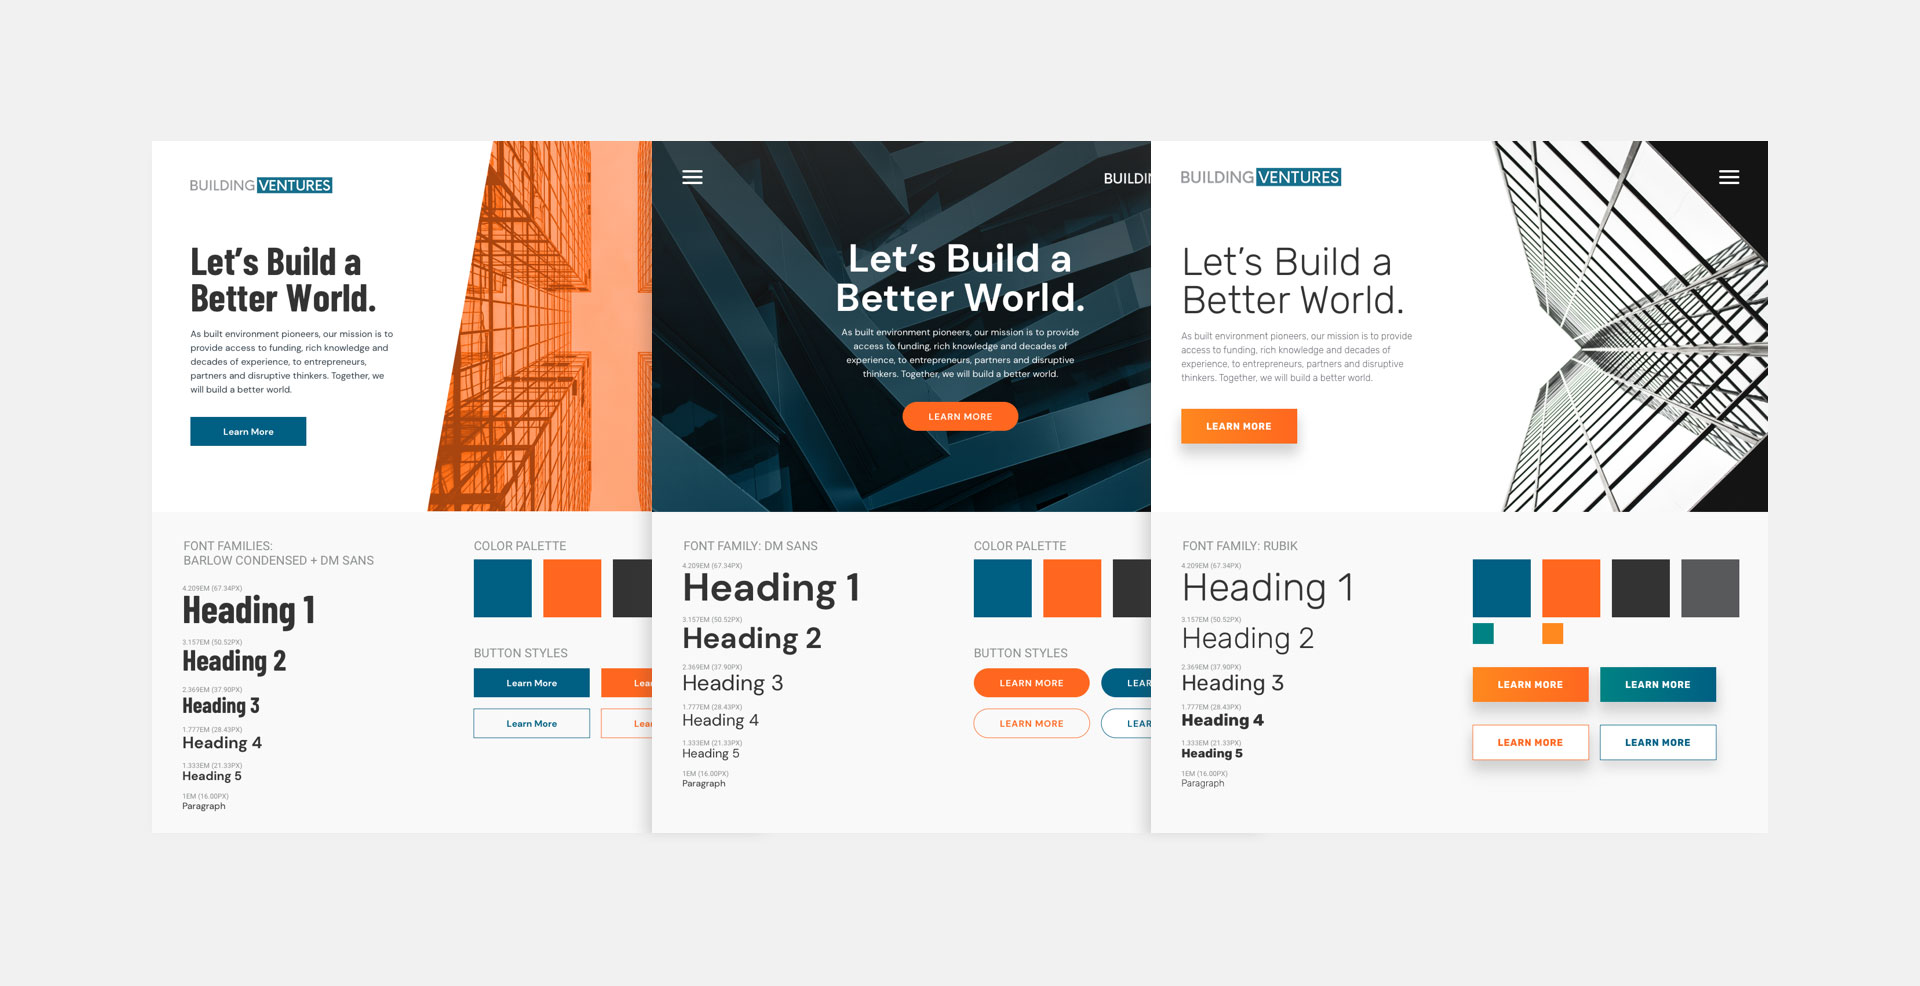 BUILDING VENTURES
Let's Build a
Better World.
As built environment pioneers, our mission is to
provide access to funding, rich knowledge and
decades of experience, to entrepreneurs,
partners and disruptive thinkers. Together, we
will build a better world.
Learn More
FONT FAMILIES:
BARLOW CONDENSED + DM SANS
4.209EM (67.34PX)
Heading 1
3.157EM (50.52PX)
Heading 2
2.369EM (37.90PX)
Heading 3
1.777EM (28.43PX)
Heading 4
1.333EM (21.33PX)
Heading 5
1EM (16.00PX)
Paragraph
COLOR PALETTE
BUTTON STYLES
Learn More
Lea
Learn More
Lea
BUILDI
Let's Build a
Better World.
As built environment pioneers, our mission is to provide
access to funding, rich knowledge and decades of
experience, to entrepreneurs, partners and disruptive
thinkers. Together, we will build a better world.
LEARN MORE
FONT FAMILY: DM SANS
4.209EM (67.34PX)
Heading 1
3.157EM (50.52PX)
Heading 2
2.369EM (37.90PX)
Heading 3
1.777EM (28.43PX)
Heading 4
1.333EM (21.33PX)
Heading 5
1EM (16.00PX)
Paragraph
COLOR PALETTE
BUTTON STYLES
LEARN MORE
LEAR
LEARN MORE
LEAR
BUILDING VENTURES
Let's Build a
Better World.
As built environment pioneers, our mission is to provide
access to funding, rich knowledge and decades of
experience, to entrepreneurs, partners and disruptive
thinkers. Together, we will build a better world.
LEARN MORE
FONT FAMILY: RUBIK
4.209EM (67.34PX)
Heading 1
3.157EM (50.52PX)
Heading 2
2.369EM (37.90PX)
Heading 3
1.777EM (28.43PX)
Heading 4
1.333EM (21.33PX)
Heading 5
1EM (16.00PX)
Paragraph
LEARN MORE
LEARN MORE
LEARN MORE
LEARN MORE